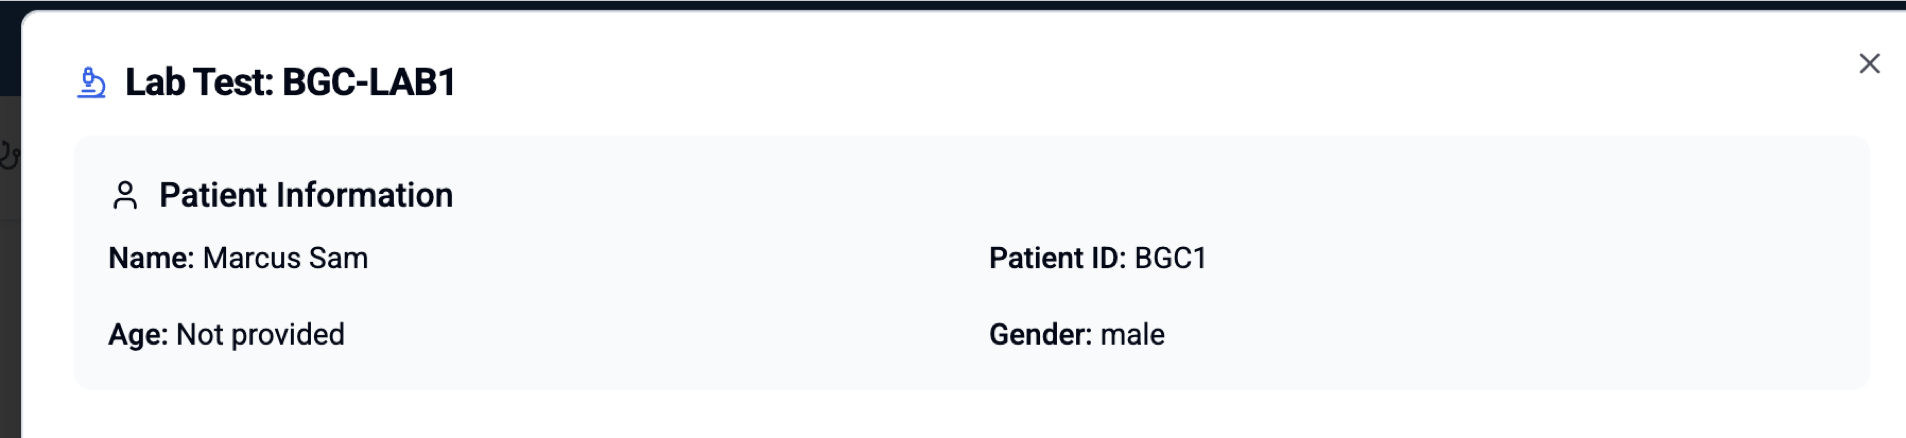 Lab Test: BGC-LAB1
Patient Information
Name: Marcus Sam
Patient ID: BGC1
Age: Not provided
Gender: male